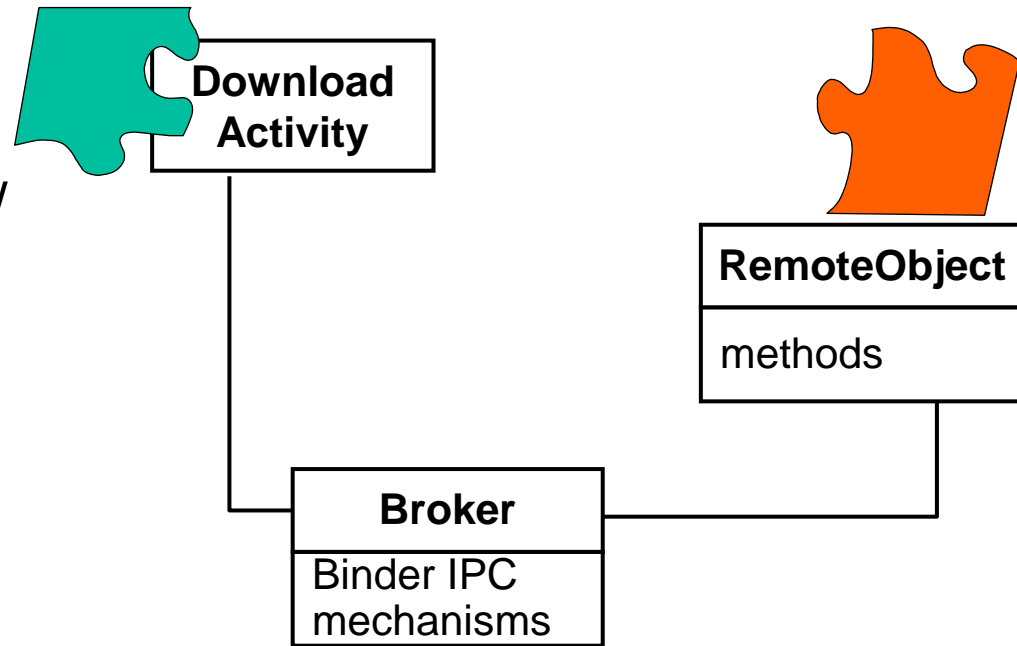 Download
Activity
y
RemoteObject
methods
Broker
Binder IPC
mechanisms